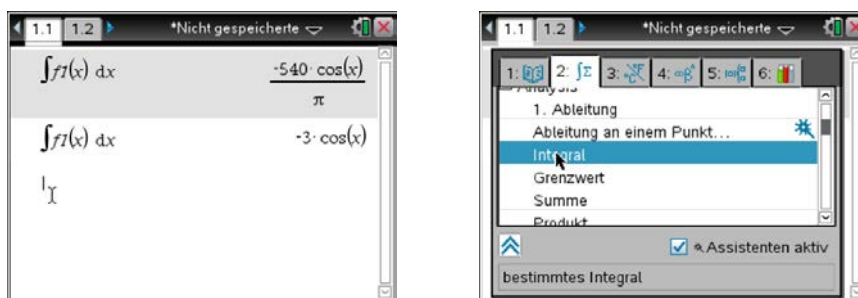 1.1 1.2 *Nicht gespeicherte
∫f1(x) dx -540·cos(x)
π
∫f1(x) dx -3·cos(x)
1.1 1.2 *Nicht gespeicherte
1: 2: ∫Σ 3: 4: 5: 6:
Analysis
1. Ableitung
Ableitung an einem Punkt...
Integral
Grenzwert
Summe
Produkt
Assistenten aktiv
bestimmtes Integral